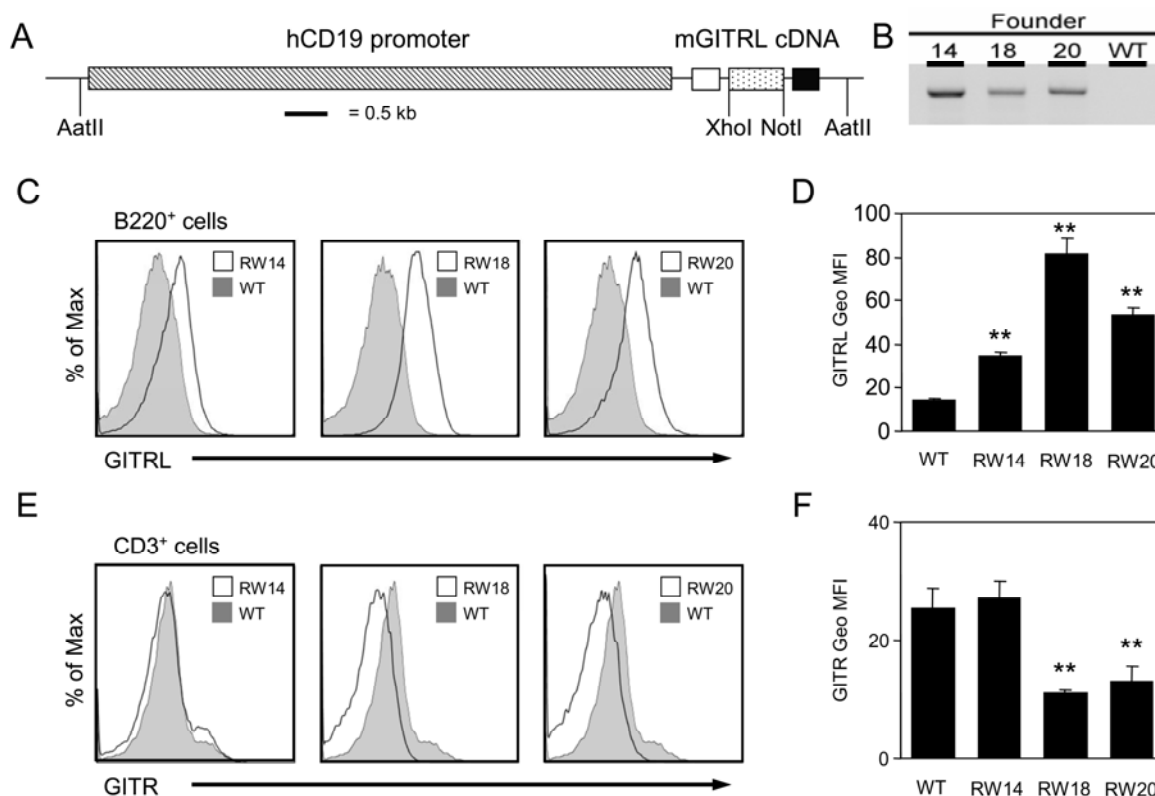 A
hCD19 promoter
mGITRL cDNA
= 0.5 kb
AatII
XhoI
NotI
AatII
B
Founder
14
18
20
WT
C
B220+ cells
% of Max
RW14
WT
RW18
WT
RW20
WT
GITRL
D
GITRL Geo MFI
100
80
60
40
20
0
**
**
**
WT
RW14
RW18
RW20
E
CD3+ cells
% of Max
RW14
WT
RW18
WT
RW20
WT
GITR
F
GITR Geo MFI
40
20
0
**
**
WT
RW14
RW18
RW20